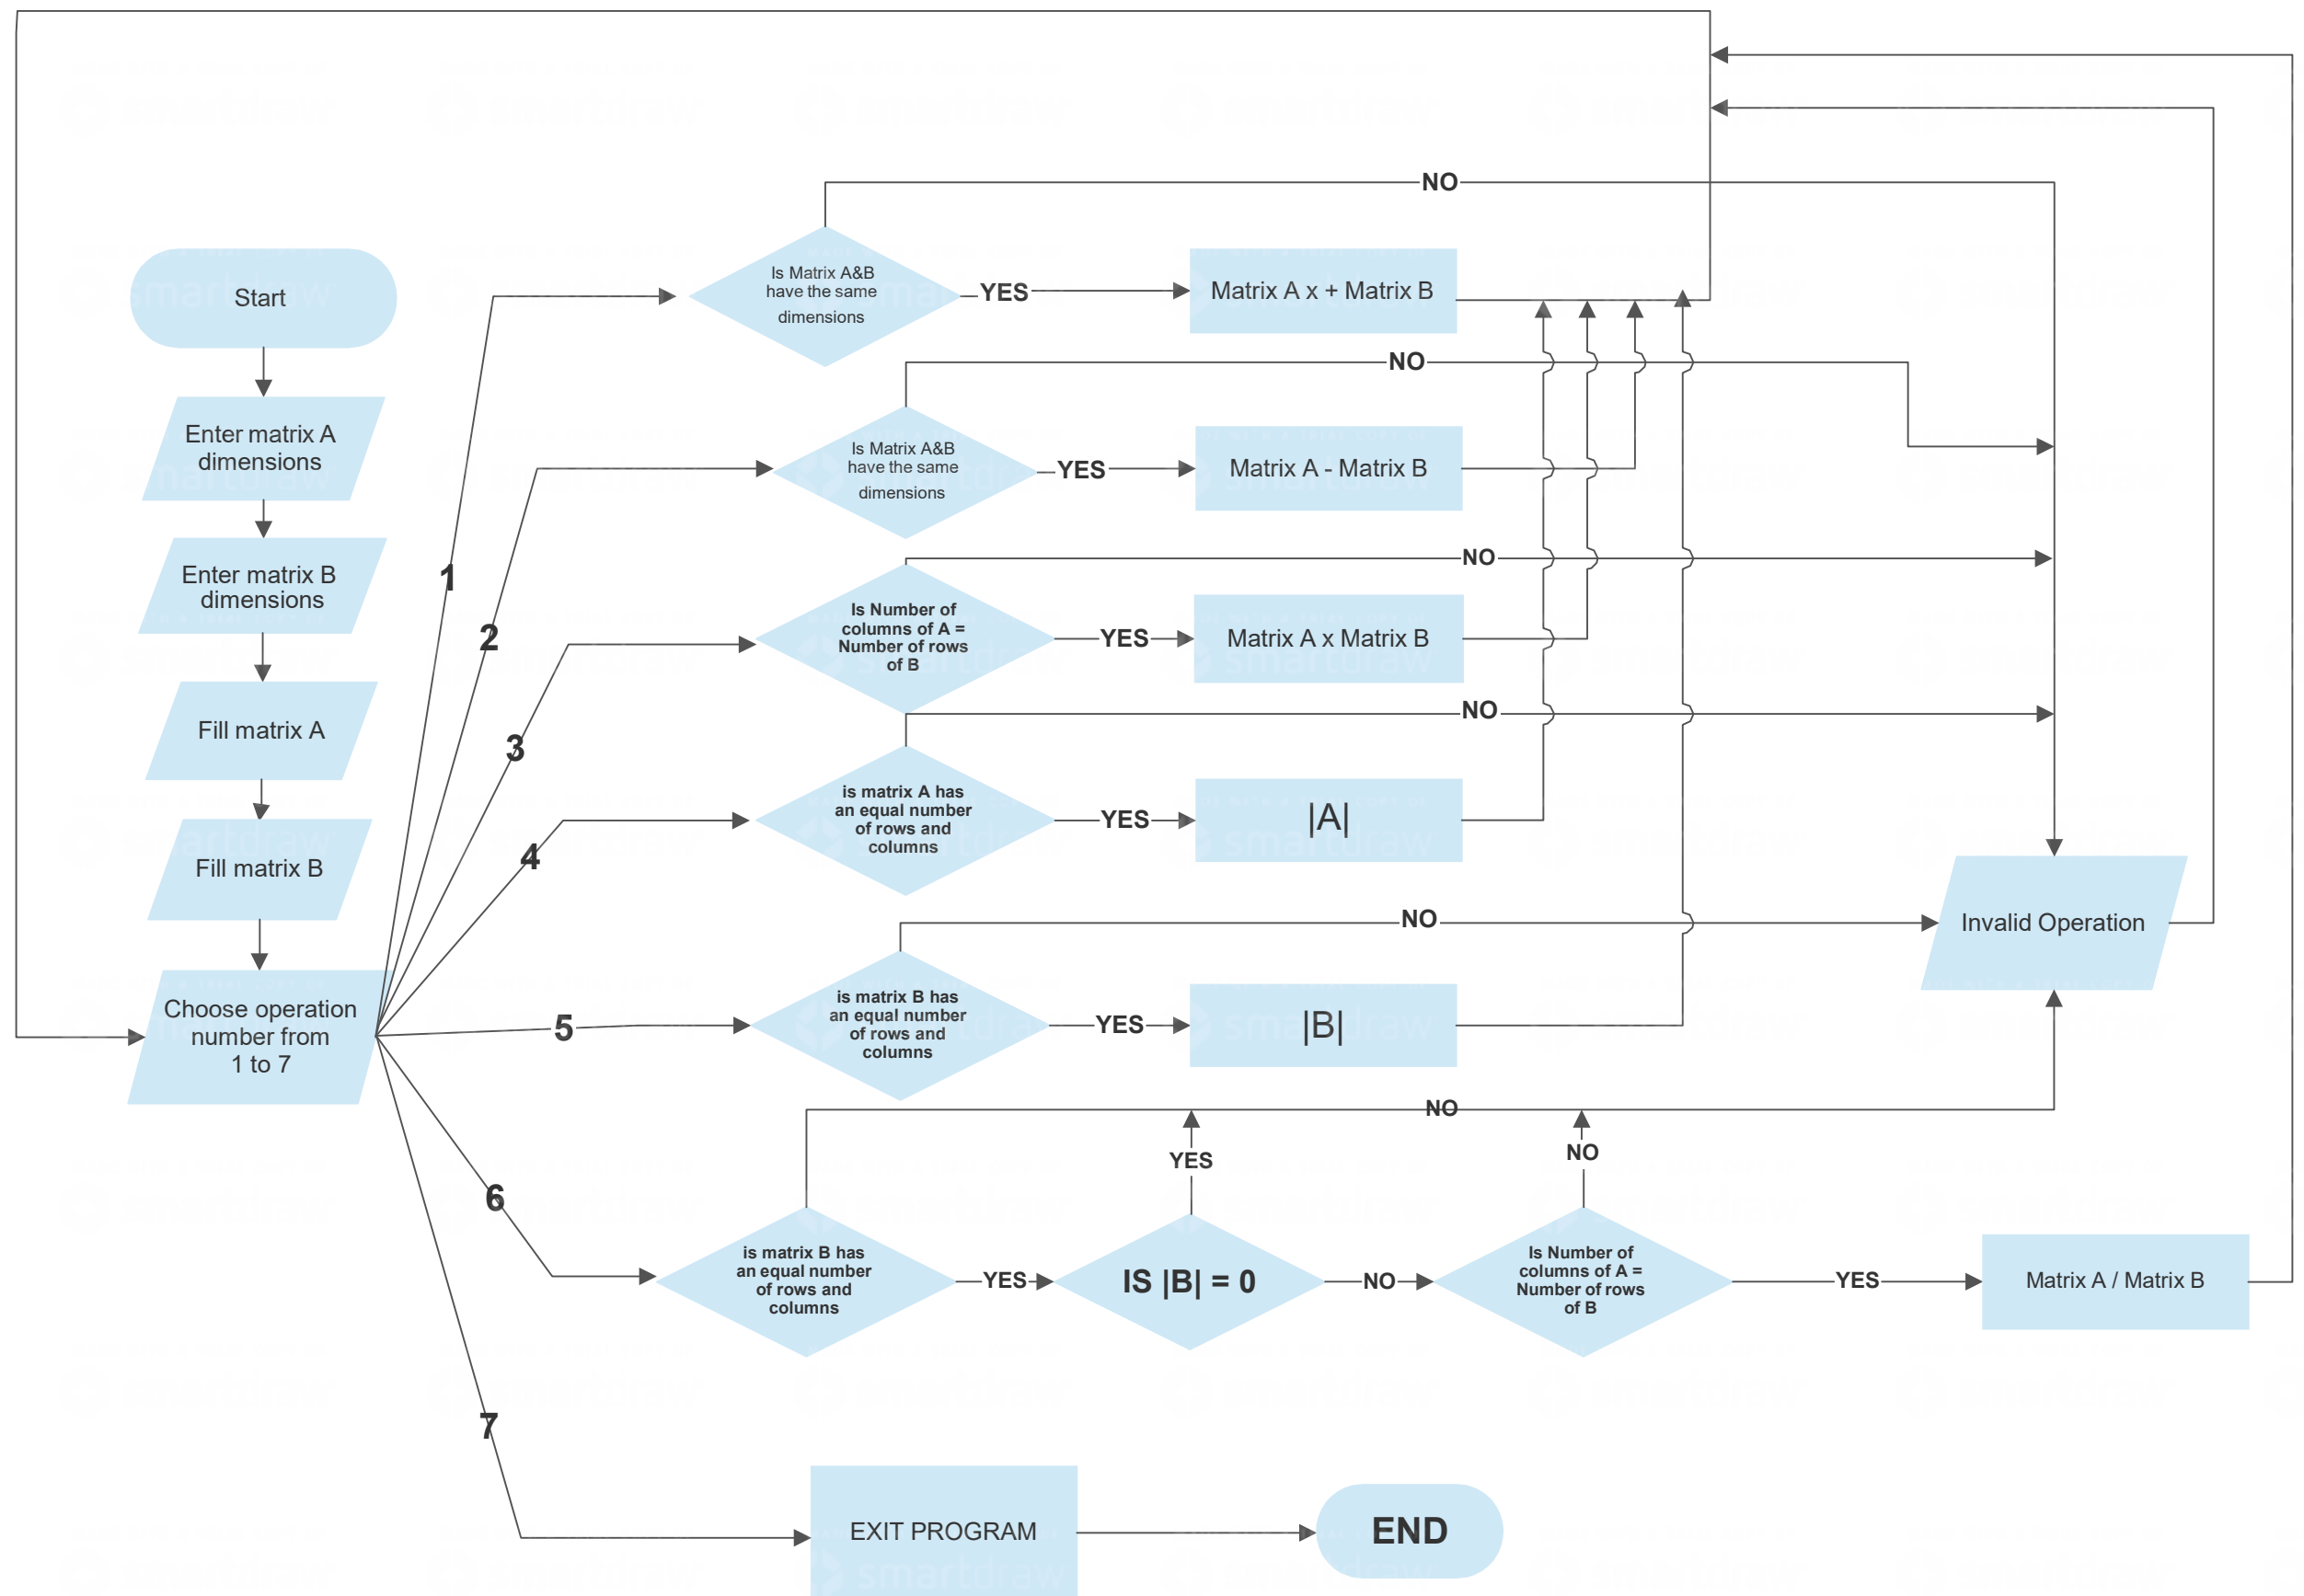 NO
Start
Is Matrix A&B
have the same
dimensions
YES
Matrix A x + Matrix B
NO
Enter matrix A
dimensions
Is Matrix A&B
have the same
dimensions
YES
Matrix A - Matrix B
Enter matrix B
dimensions
1
2
3
4
5
6
7
NO
Is Number of
columns of A =
Number of rows
of B
YES
Matrix A x Matrix B
Fill matrix A
NO
is matrix A has
an equal number
of rows and
columns
YES
|A|
Fill matrix B
NO
Invalid Operation
Choose operation
number from
1 to 7
is matrix B has
an equal number
of rows and
columns
YES
|B|
NO
YES
NO
is matrix B has
an equal number
of rows and
columns
YES
IS |B| = 0
NO
Is Number of
columns of A =
Number of rows
of B
YES
Matrix A / Matrix B
EXIT PROGRAM
END
smartdraw